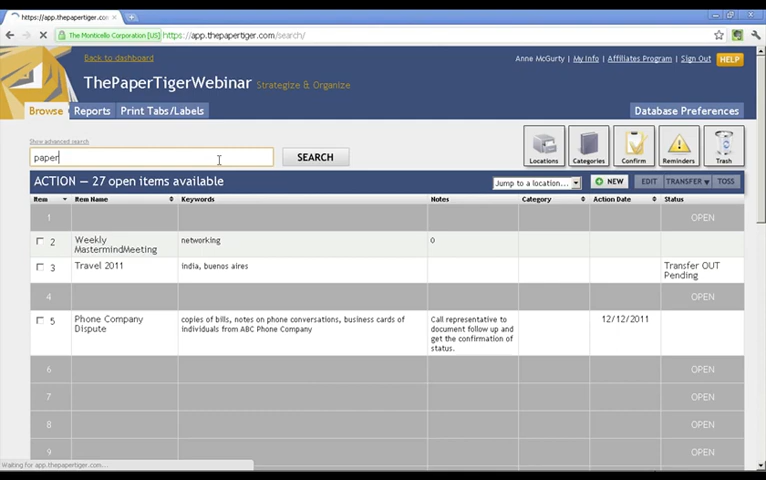 https://app.thepapertiger.co
The Monticello Corporation [US] https://app.thepapertiger.com/search/
Back to dashboard
Anne McGurty | My Info | Affiliates Program | Sign Out HELP
ThePaperTigerWebinar Strategize & Organize
Browse Reports Print Tabs/Labels Database Preferences
Show advanced search
paper SEARCH
Locations Categories Confirm Reminders Trash
ACTION — 27 open items available Jump to a location... NEW EDIT TRANSFER TOSS
Item Item Name Keywords Notes Category Action Date Status
1 OPEN
2 Weekly MastermindMeeting networking 0
3 Travel 2011 india, buenos aires Transfer OUT Pending
4 OPEN
5 Phone Company Dispute copies of bills, notes on phone conversations, business cards of individuals from ABC Phone Company Call representative to document follow up and get the confirmation of status. 12/12/2011
6 OPEN
7 OPEN
8 OPEN
9 OPEN
Waiting for app.thepapertiger.com...